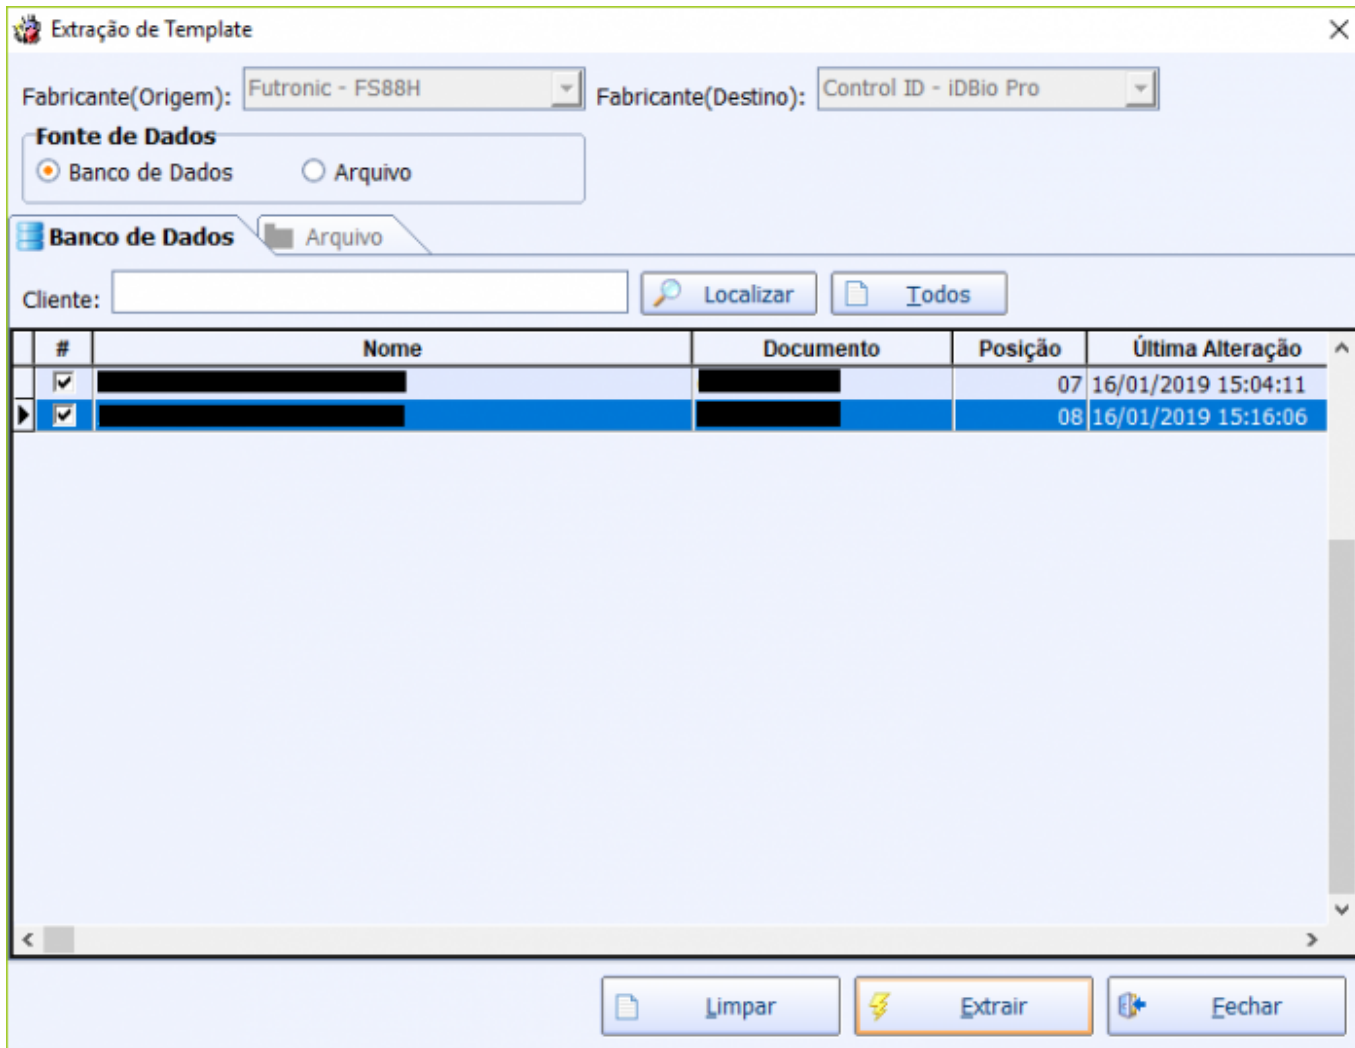 Extração de Template
Fabricante(Origem): Futronic - FS88H Fabricante(Destino): Control ID - iDBio Pro
Fonte de Dados
Banco de Dados Arquivo
Banco de Dados Arquivo
Cliente: Localizar Todos
# Nome Documento Posição Última Alteração
07 16/01/2019 15:04:11
08 16/01/2019 15:16:06
Limpar Extrair Fechar